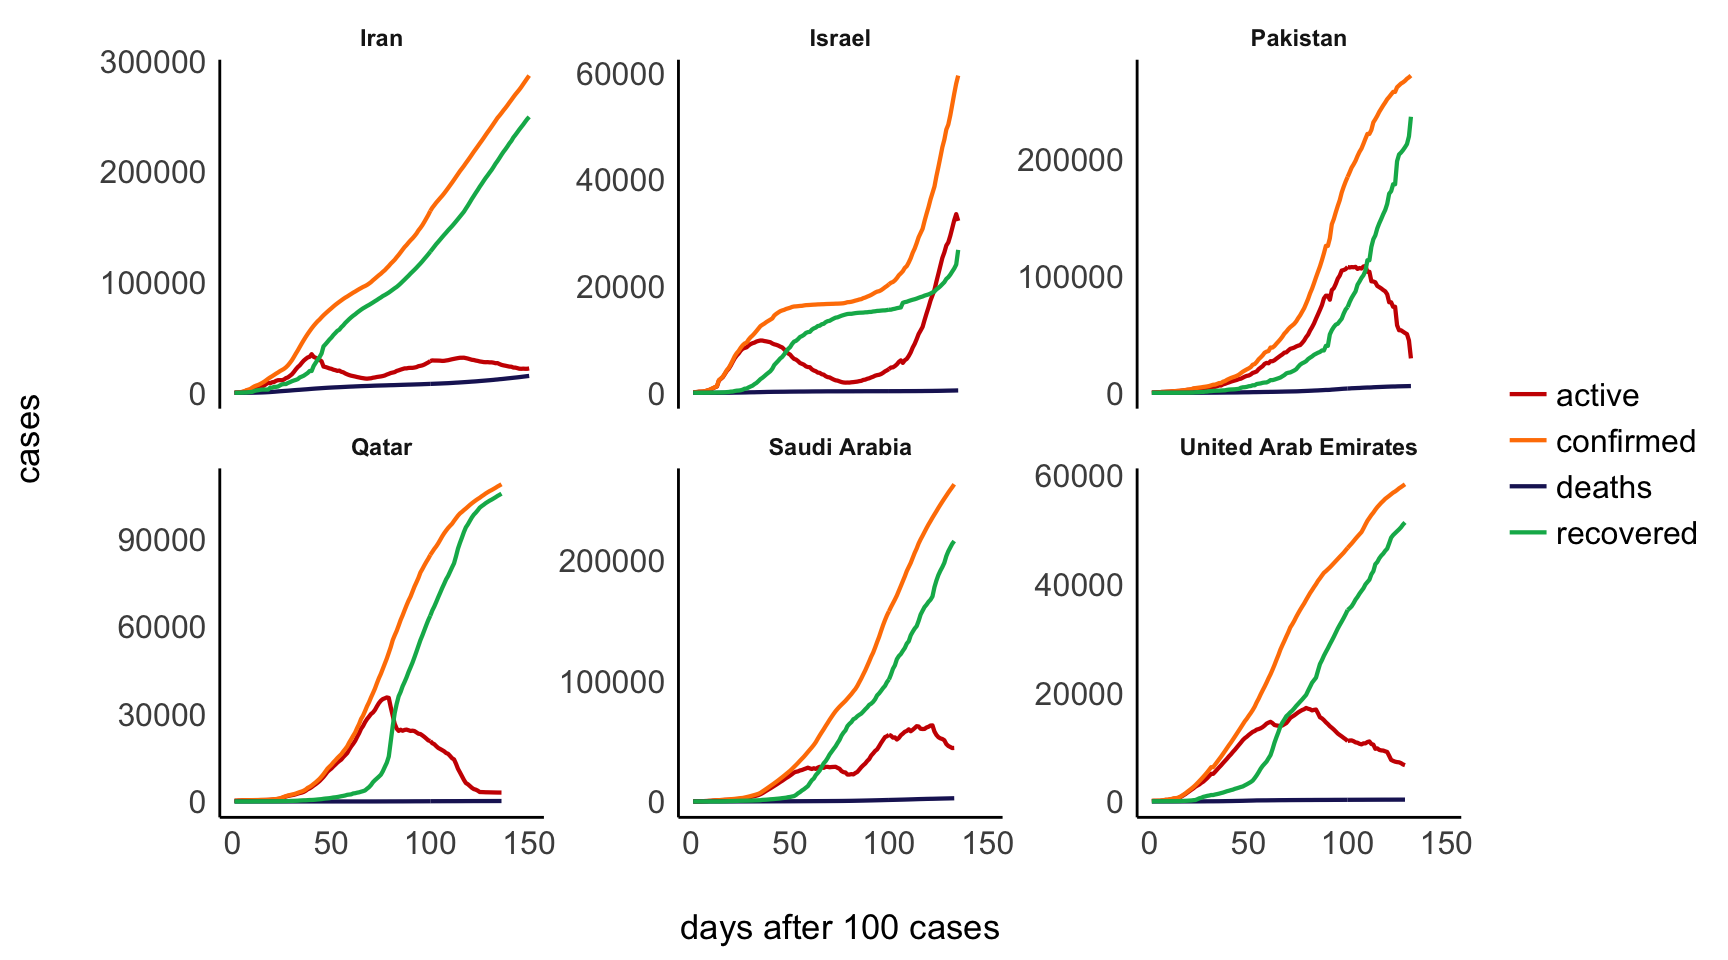 Iran
Israel
Pakistan
300000
200000
100000
0
60000
40000
20000
0
200000
100000
0
Qatar
Saudi Arabia
United Arab Emirates
90000
60000
30000
0
200000
100000
0
60000
40000
20000
0
0 50 100 150
0 50 100 150
0 50 100 150
cases
days after 100 cases
active
confirmed
deaths
recovered